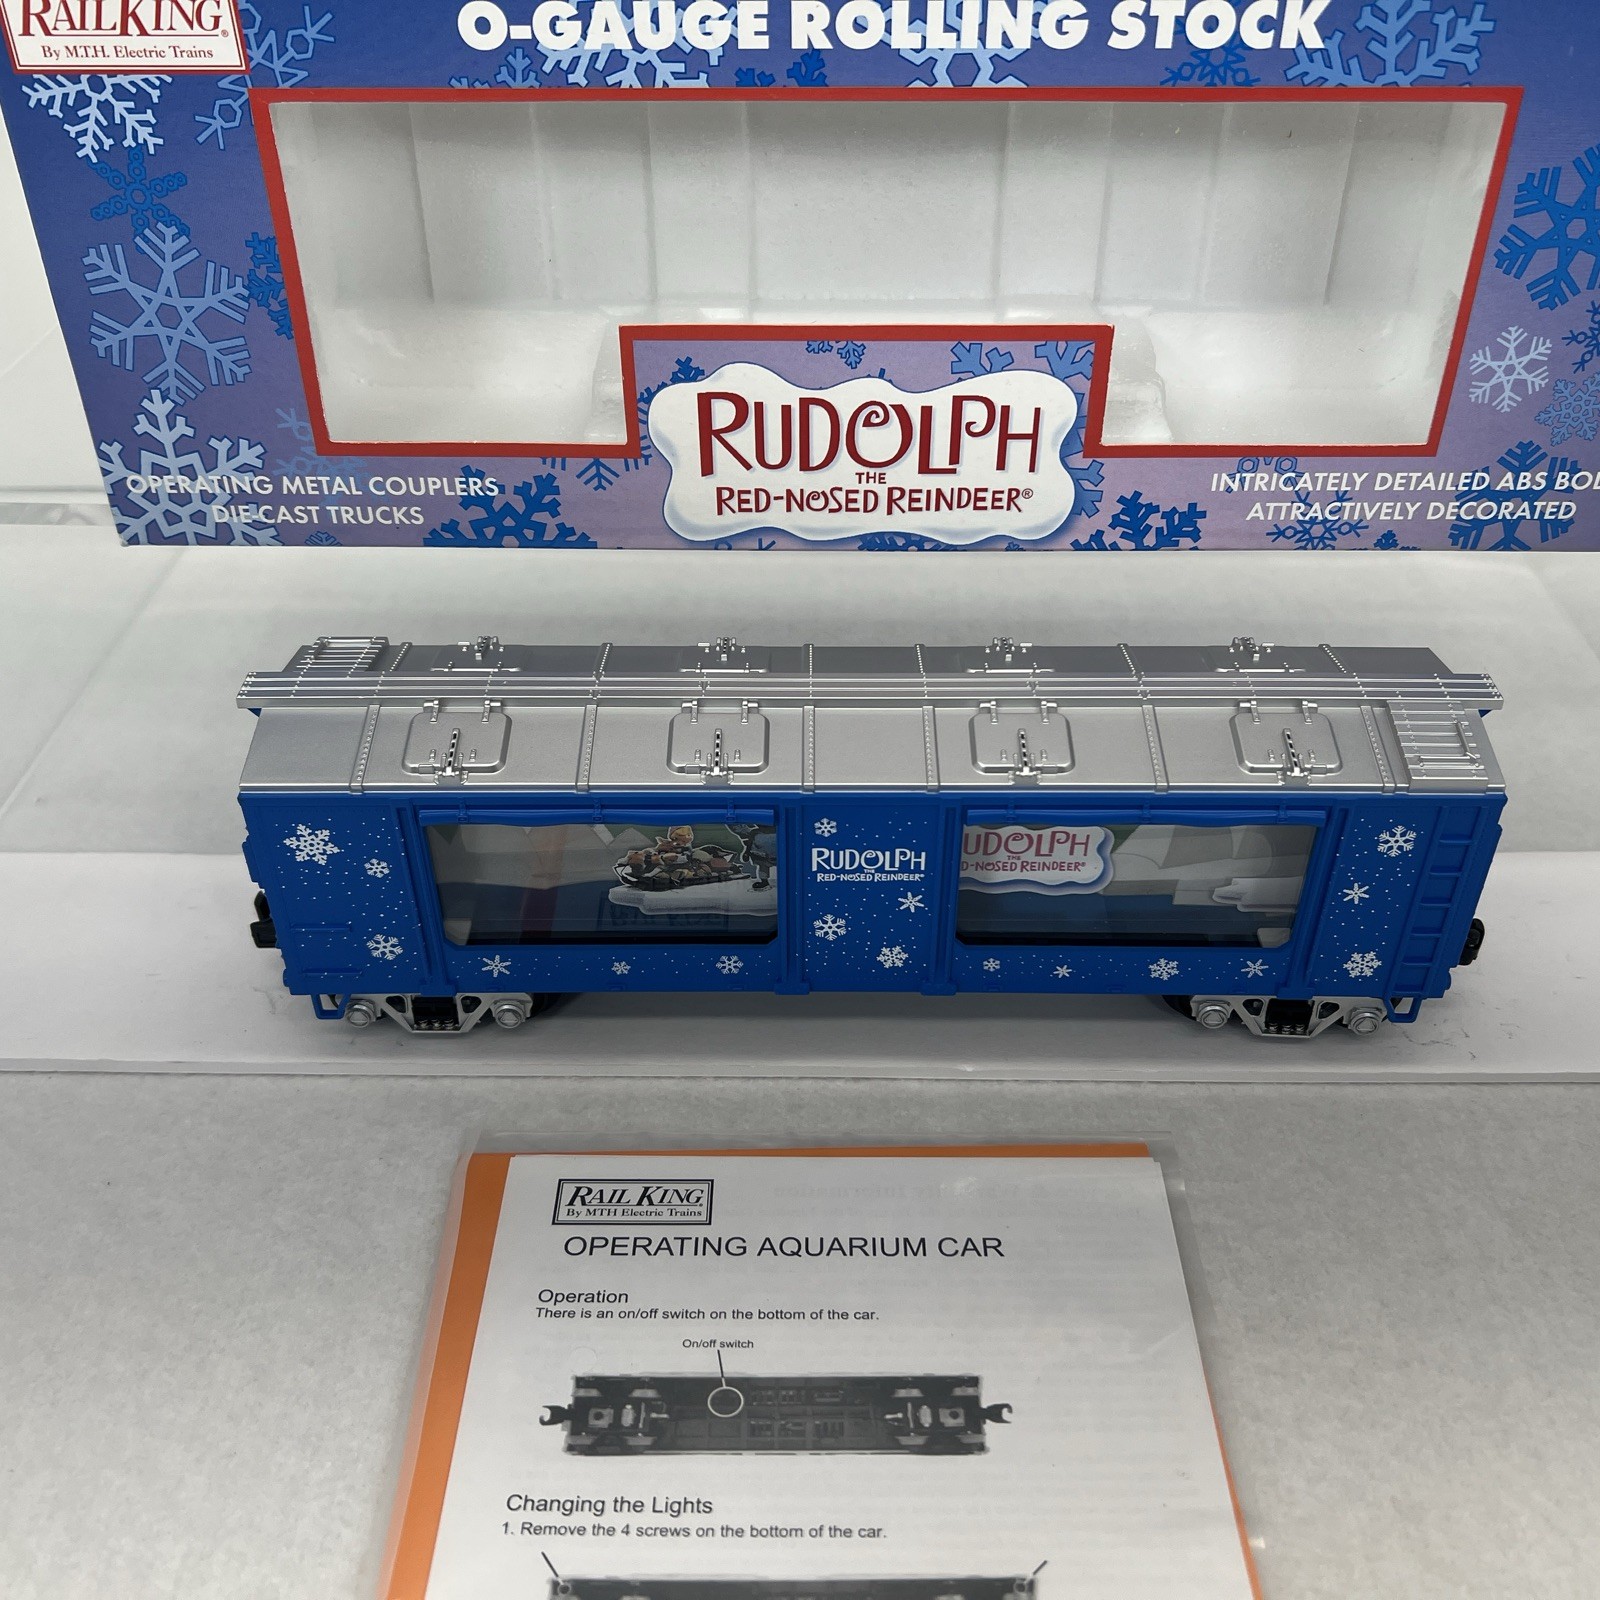 RAILKING®
By M.T.H. Electric Trains
O-GAUGE ROLLING STOCK
OPERATING METAL COUPLERS
DIE-CAST TRUCKS
RUDOLPH
THE
RED-NOSED REINDEER®
INTRICATELY DETAILED ABS BO
ATTRACTIVELY DECORATED
RUDOLPH
THE
RED-NOSED REINDEER®
UDOLPH
THE
D-NOSED REINDEER®
RAIL KING®
By MTH Electric Trains
OPERATING AQUARIUM CAR
Operation
There is an on/off switch on the bottom of the car.
On/off switch
Changing the Lights
1. Remove the 4 screws on the bottom of the car.